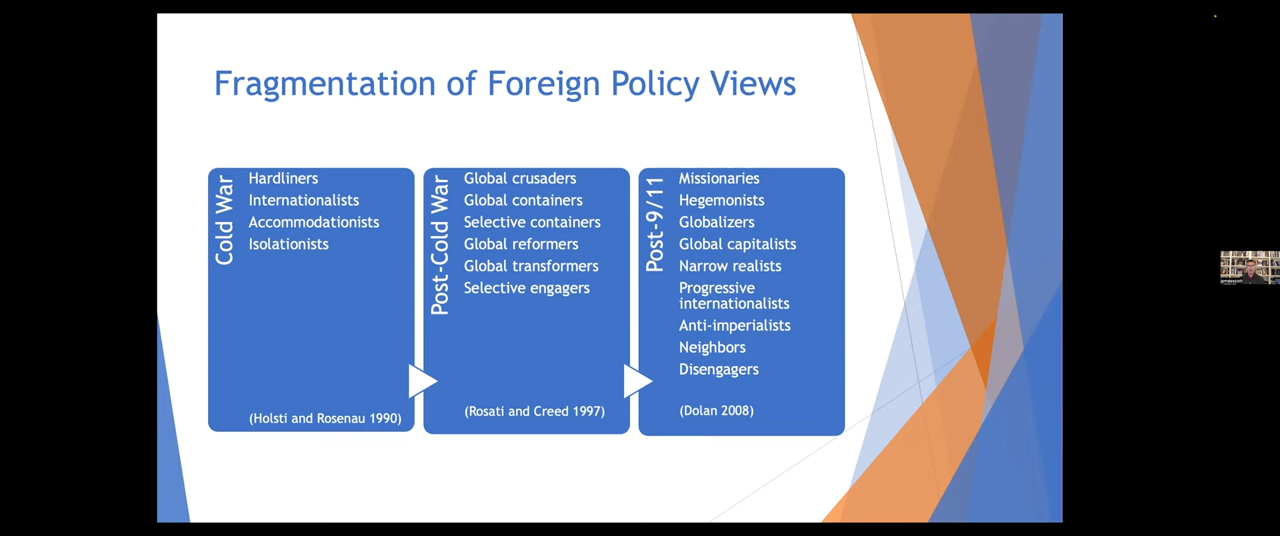 Fragmentation of Foreign Policy Views
Cold War
Hardliners
Internationalists
Accommodationists
Isolationists
(Holsti and Rosenau 1990)
Post-Cold War
Global crusaders
Global containers
Selective containers
Global reformers
Global transformers
Selective engagers
(Rosati and Creed 1997)
Post-9/11
Missionaries
Hegemonists
Globalizers
Global capitalists
Narrow realists
Progressive
internationalists
Anti-imperialists
Neighbors
Disengagers
(Dolan 2008)